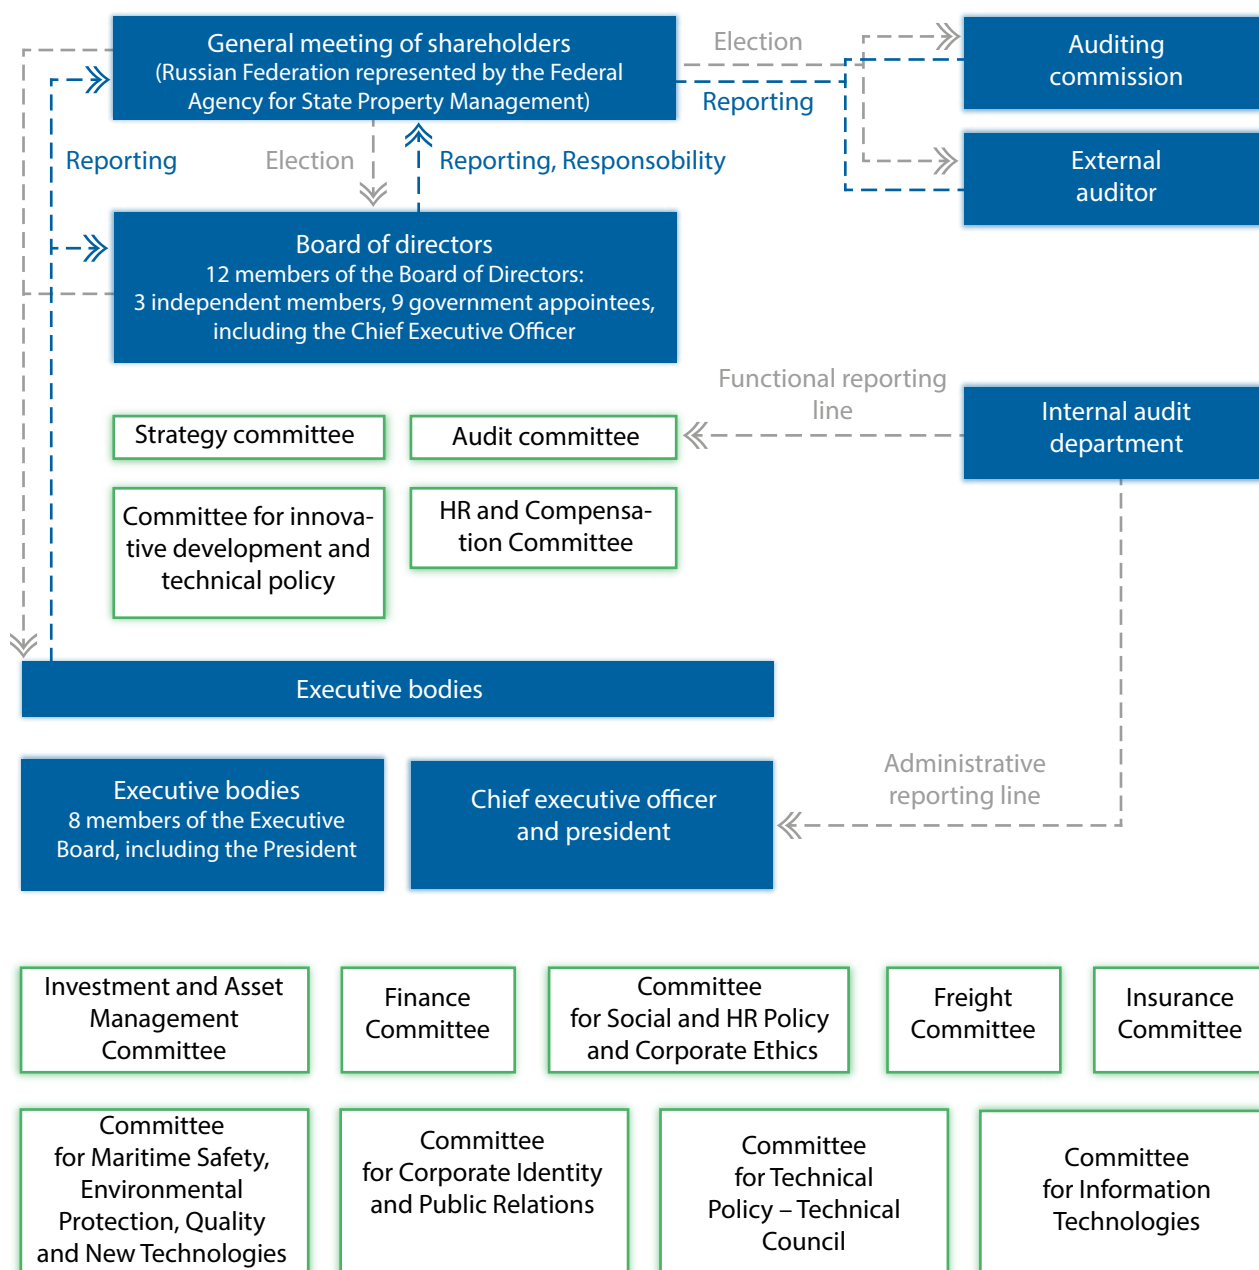 General meeting of shareholders
(Russian Federation represented by the Federal
Agency for State Property Management)
Election
Reporting
Auditing
commission
Reporting
Election
Reporting, Responsobility
External
auditor
Board of directors
12 members of the Board of Directors:
3 independent members, 9 government appointees,
including the Chief Executive Officer
Functional reporting
line
Internal audit
department
Strategy committee
Audit committee
Committee for innova-
tive development and
technical policy
HR and Compensa-
tion Committee
Executive bodies
Executive bodies
8 members of the Executive
Board, including the President
Chief executive officer
and president
Administrative
reporting line
Investment and Asset
Management
Committee
Finance
Committee
Committee
for Social and HR Policy
and Corporate Ethics
Freight
Committee
Insurance
Committee
Committee
for Maritime Safety,
Environmental
Protection, Quality
and New Technologies
Committee
for Corporate Identity
and Public Relations
Committee
for Technical
Policy – Technical
Council
Committee
for Information
Technologies